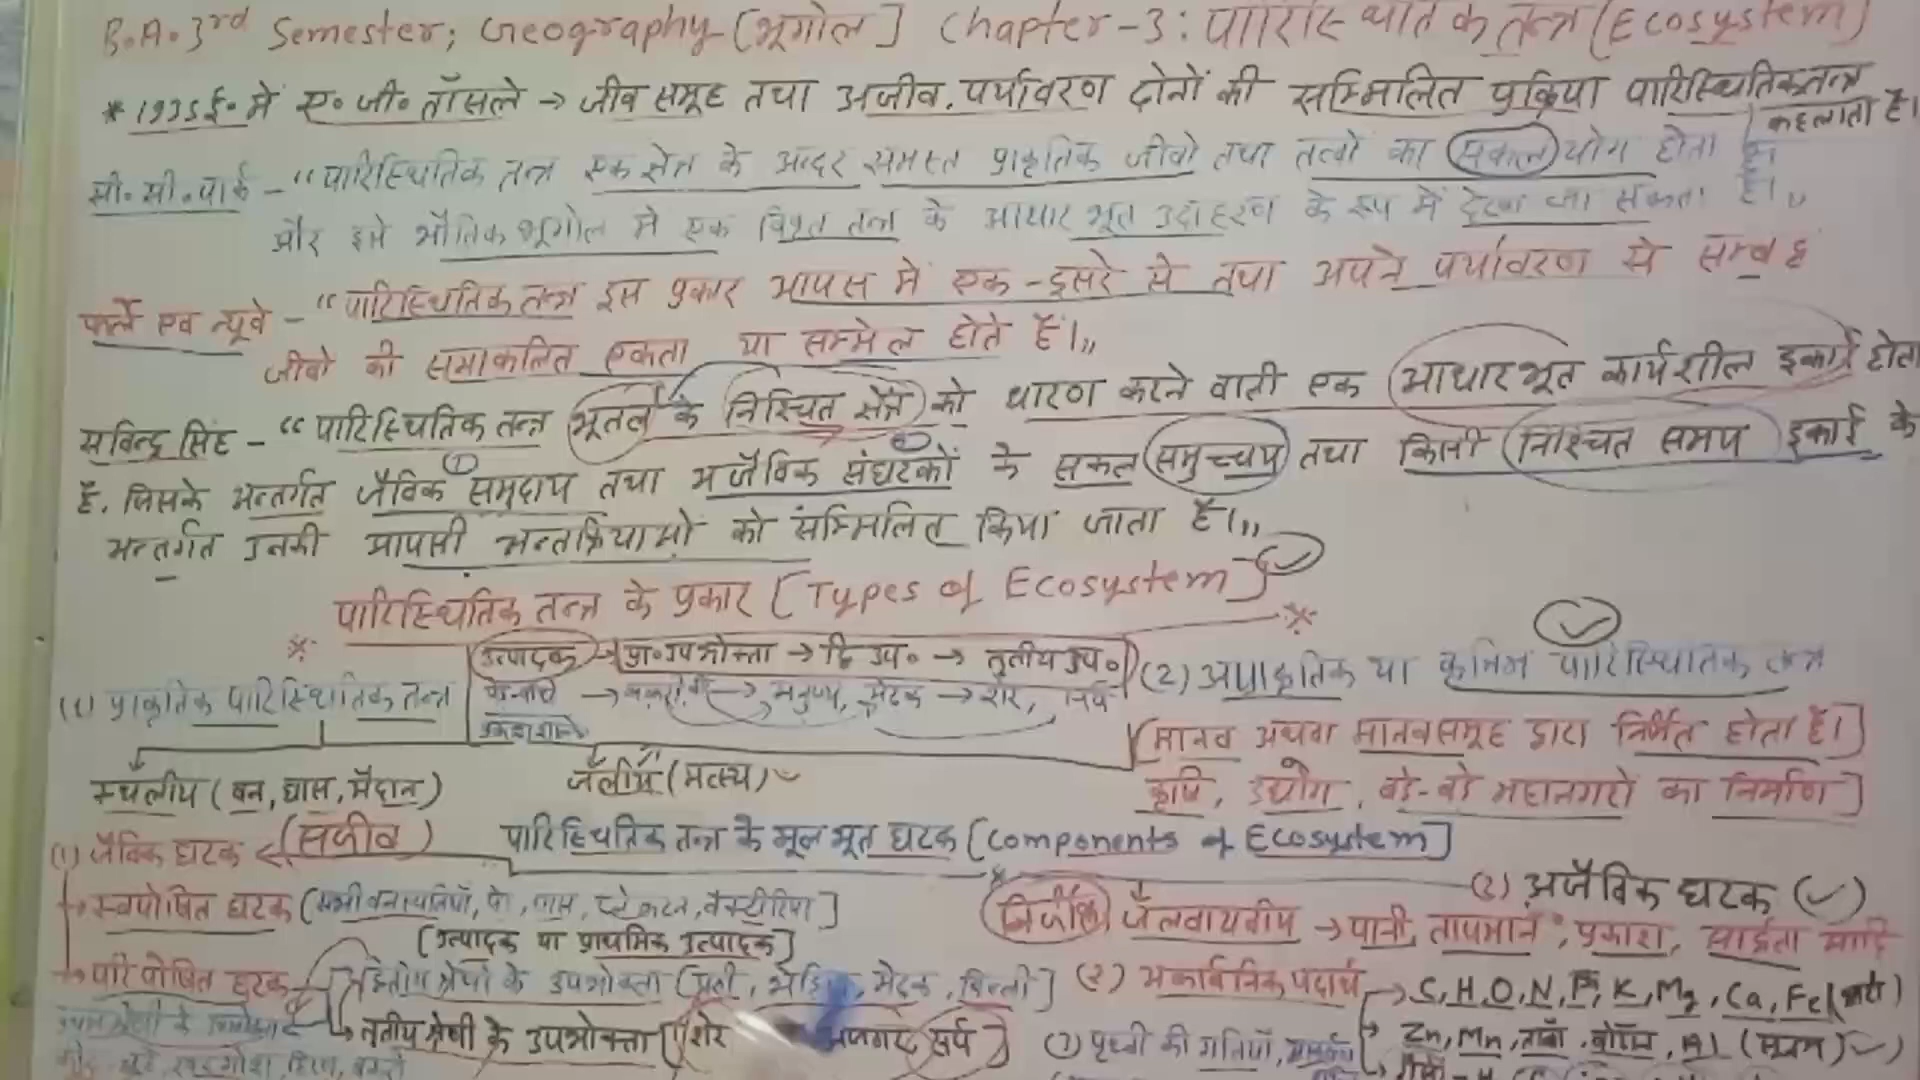 B.A. 3rd Semester; Geography [भूगोल] Chapter-3: पारिस्थितिक तन्त्र (Ecosystem)
* 1935 ई॰ में ए॰ जी॰ तॉसले → जीव समूह तथा अजीव पर्यावरण दोनों की सम्मिलित प्रक्रिया पारिस्थितिकतन्त्र
कहलाता है।
सी॰ सी॰ पार्क - "पारिस्थितिक तन्त्र एक क्षेत्र के अन्दर समस्त प्राकृतिक जीवों तथा तत्वों का सकल योग होता है
और इसे भौतिक भूगोल में एक विवृत तन्त्र के आधार भूत उदाहरण के रूप में देखा जा सकता है।"
"पारिस्थितिक तन्त्र इस प्रकार आपस में एक-दूसरे से तथा अपने पर्यावरण से सम्बद्ध
जीवों की समाकलित एकता या सम्मेल होते हैं।"
सविन्द्र सिंह - "पारिस्थितिक तन्त्र भूतल के निश्चित क्षेत्र को धारण करने वाली एक आधारभूत कार्यशील इकाई होता
है, जिसके अन्तर्गत जैविक समुदाय तथा अजैविक संघटकों के सकल समुच्चय तथा किसी निश्चित समय इकाई के
अन्तर्गत उनकी आपसी अन्तक्रियाओं को सम्मिलित किया जाता है।"
पारिस्थितिक तन्त्र के प्रकार [Types of Ecosystem]
उत्पादक → प्रा॰ उपभोक्ता → द्वि उप॰ → तृतीय उप॰
(1) प्राकृतिक पारिस्थितिक तन्त्र
→ मनुष्य, मेंढक → शेर,
(2) अप्राकृतिक या कृत्रिम पारिस्थितिक तन्त्र
[मानव अथवा मानवसमूह द्वारा निर्मित होता है।]
स्थलीय (वन, घास, मैदान)
जलीय (मत्स्य)
कृषि, उद्योग, बड़े-बड़े महानगरों का निर्माण]
पारिस्थितिक तन्त्र के मूल भूत घटक [Components of Ecosystem]
(1) जैविक घटक (सजीव)
(2) अजैविक घटक
→ स्वपोषित घटक [सभी वनस्पतियाँ, घास, बैक्टीरिया]
[उत्पादक या प्राथमिक उत्पादक]
निर्जीव जलवायवीय → पानी, तापमान, प्रकाश, आर्द्रता आदि
→ परपोषित घटक
द्वितीय श्रेणी के उपभोक्ता [मेंढक, बिल्ली]
(2) अकार्बनिक पदार्थ → C, H, O, N, P, K, Mg, Ca, Fe
→ तृतीय श्रेणी के उपभोक्ता [शेर अजगर, सर्प]
(3) पृथ्वी की गतियाँ,
Zn, Mn, ताँबा, बोरॉन, (सूक्ष्म)